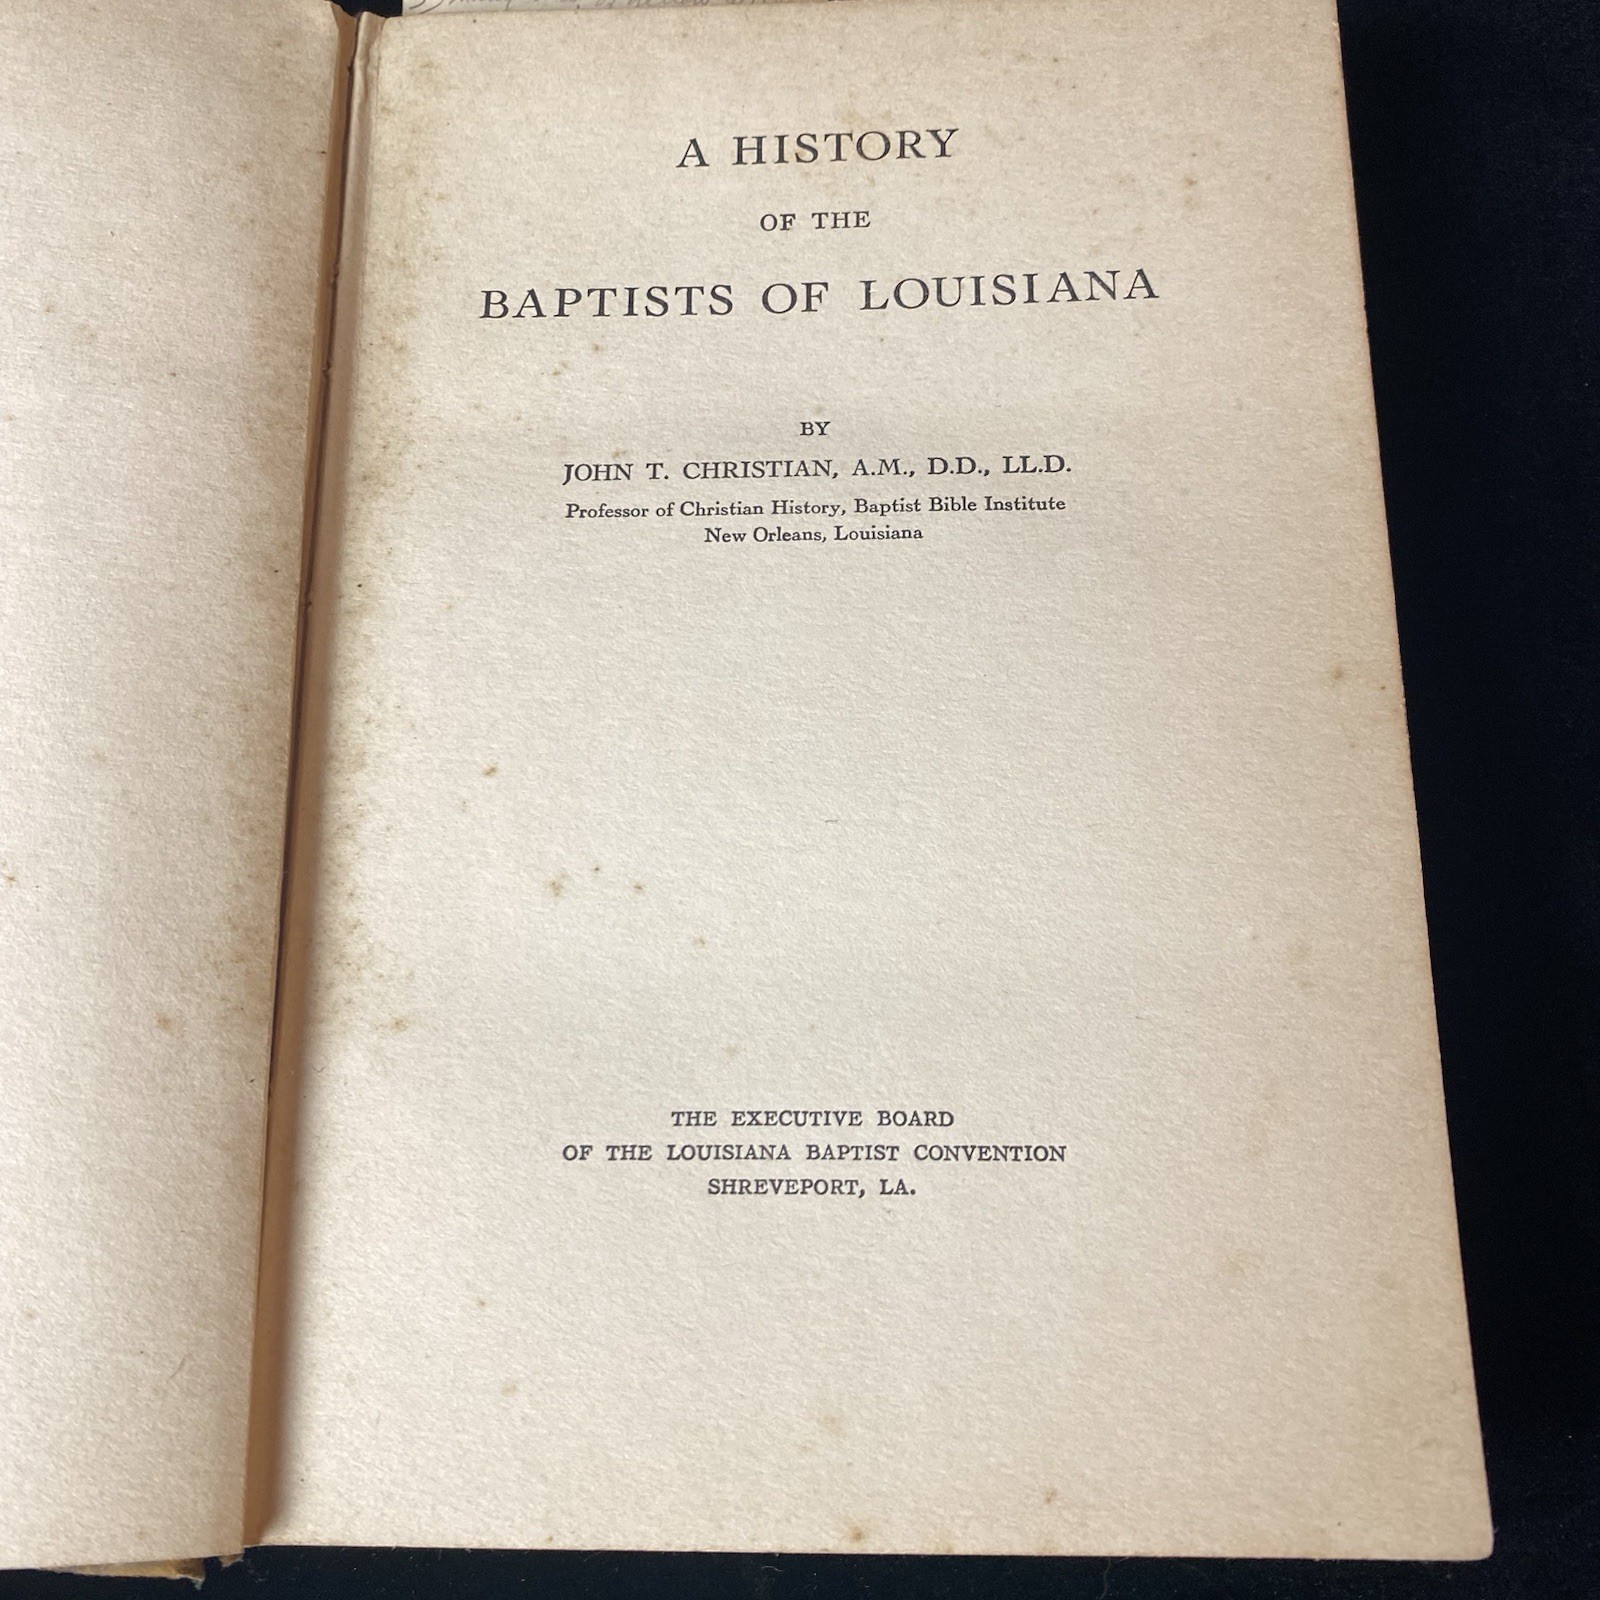 A HISTORY
OF THE
BAPTISTS OF LOUISIANA
BY
JOHN T. CHRISTIAN, A.M., D.D., LL.D.
Professor of Christian History, Baptist Bible Institute
New Orleans, Louisiana
THE EXECUTIVE BOARD
OF THE LOUISIANA BAPTIST CONVENTION
SHREVEPORT, LA.